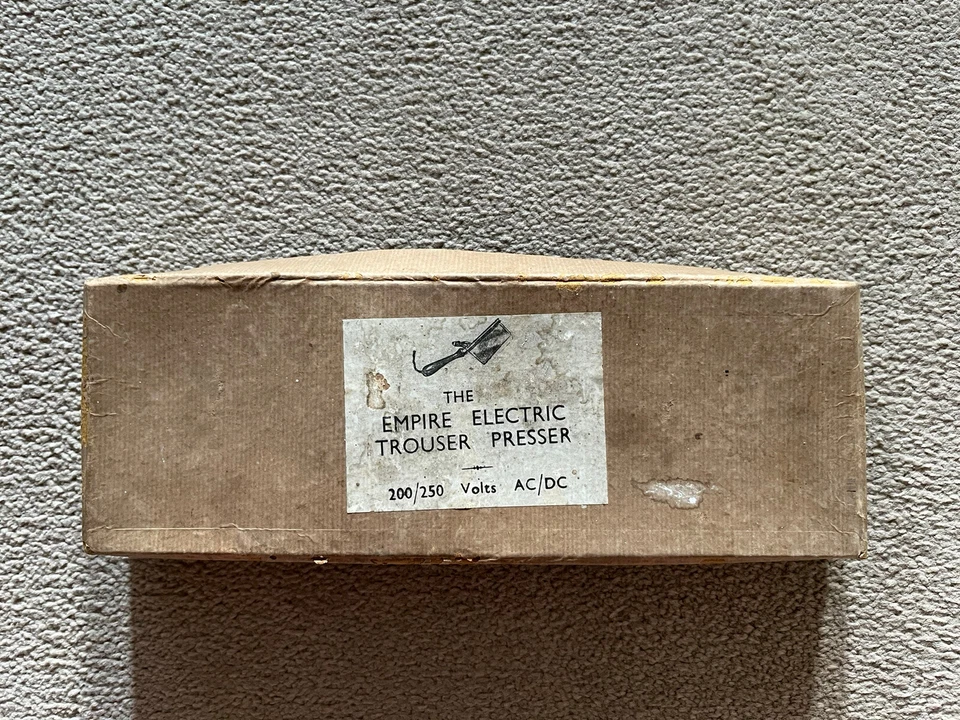 THE
EMPIRE ELECTRIC
TROUSER PRESSER
200/250 Volts AC/DC